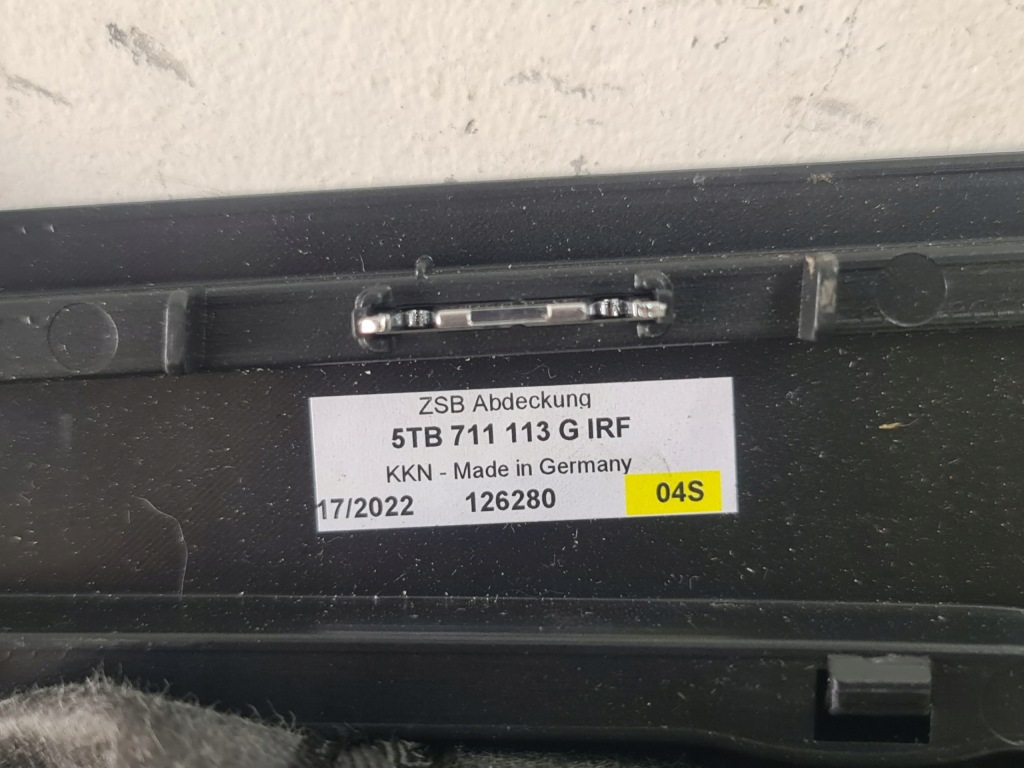 ZSB Abdeckung
5TB 711 113 G IRF
KKN - Made in Germany
17/2022 126280 04S